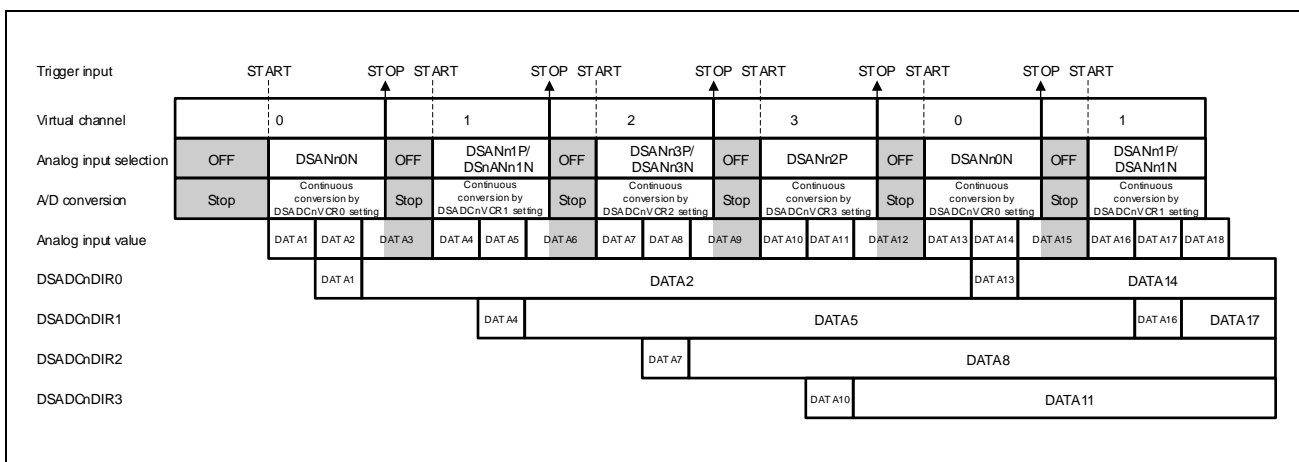 Trigger input START STOP START STOP START STOP START STOP START STOP START
Virtual channel 0 1 2 3 0 1
Analog input selection OFF DSANn0N OFF DSANn1P/ DSnANn1N OFF DSANn3P/ DSANn3N OFF DSANn2P OFF DSANn0N OFF DSANn1P/ DSANn1N
A/D conversion Stop Continuous conversion by DSADCnVCR0 setting Stop Continuous conversion by DSADCnVCR1 setting Stop Continuous conversion by DSADCnVCR2 setting Stop Continuous conversion by DSADCnVCR3 setting Stop Continuous conversion by DSADCnVCR0 setting Stop Continuous conversion by DSADCnVCR1 setting
Analog input value DATA1 DATA2 DATA3 DATA4 DATA5 DATA6 DATA7 DATA8 DATA9 DATA10 DATA11 DATA12 DATA13 DATA14 DATA15 DATA16 DATA17 DATA18
DSADCnDIR0 DATA1 DATA2 DATA13 DATA14
DSADCnDIR1 DATA4 DATA5 DATA16 DATA17
DSADCnDIR2 DATA7 DATA8
DSADCnDIR3 DATA10 DATA11